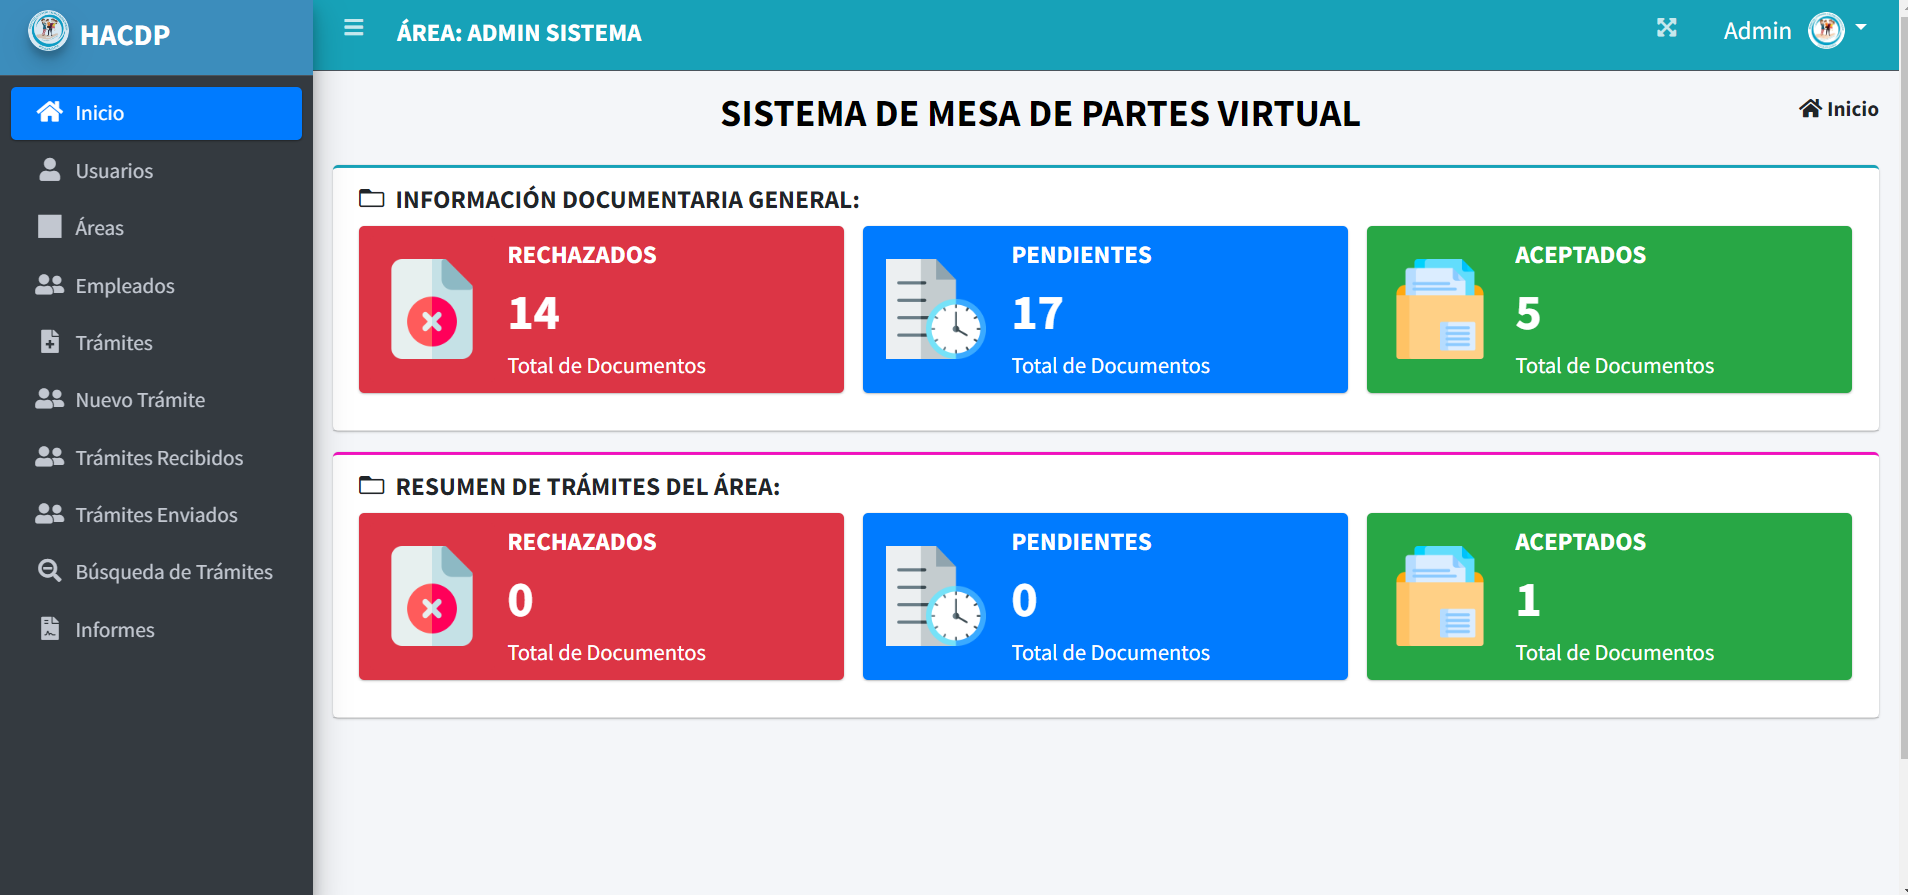 HACDP
ÁREA: ADMIN SISTEMA
Admin
Inicio
Usuarios
Áreas
Empleados
Trámites
Nuevo Trámite
Trámites Recibidos
Trámites Enviados
Búsqueda de Trámites
Informes
SISTEMA DE MESA DE PARTES VIRTUAL
Inicio
INFORMACIÓN DOCUMENTARIA GENERAL:
RECHAZADOS
14
Total de Documentos
PENDIENTES
17
Total de Documentos
ACEPTADOS
5
Total de Documentos
RESUMEN DE TRÁMITES DEL ÁREA:
RECHAZADOS
0
Total de Documentos
PENDIENTES
0
Total de Documentos
ACEPTADOS
1
Total de Documentos